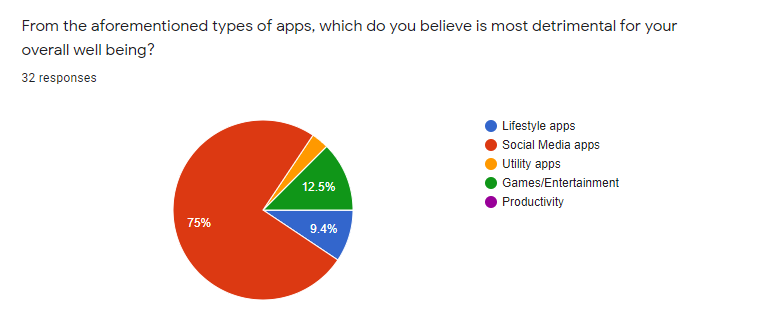 From the aforementioned types of apps, which do you believe is most detrimental for your
overall well being?
32 responses
Lifestyle apps
Social Media apps
Utility apps
Games/Entertainment
Productivity
12.5%
75%
9.4%